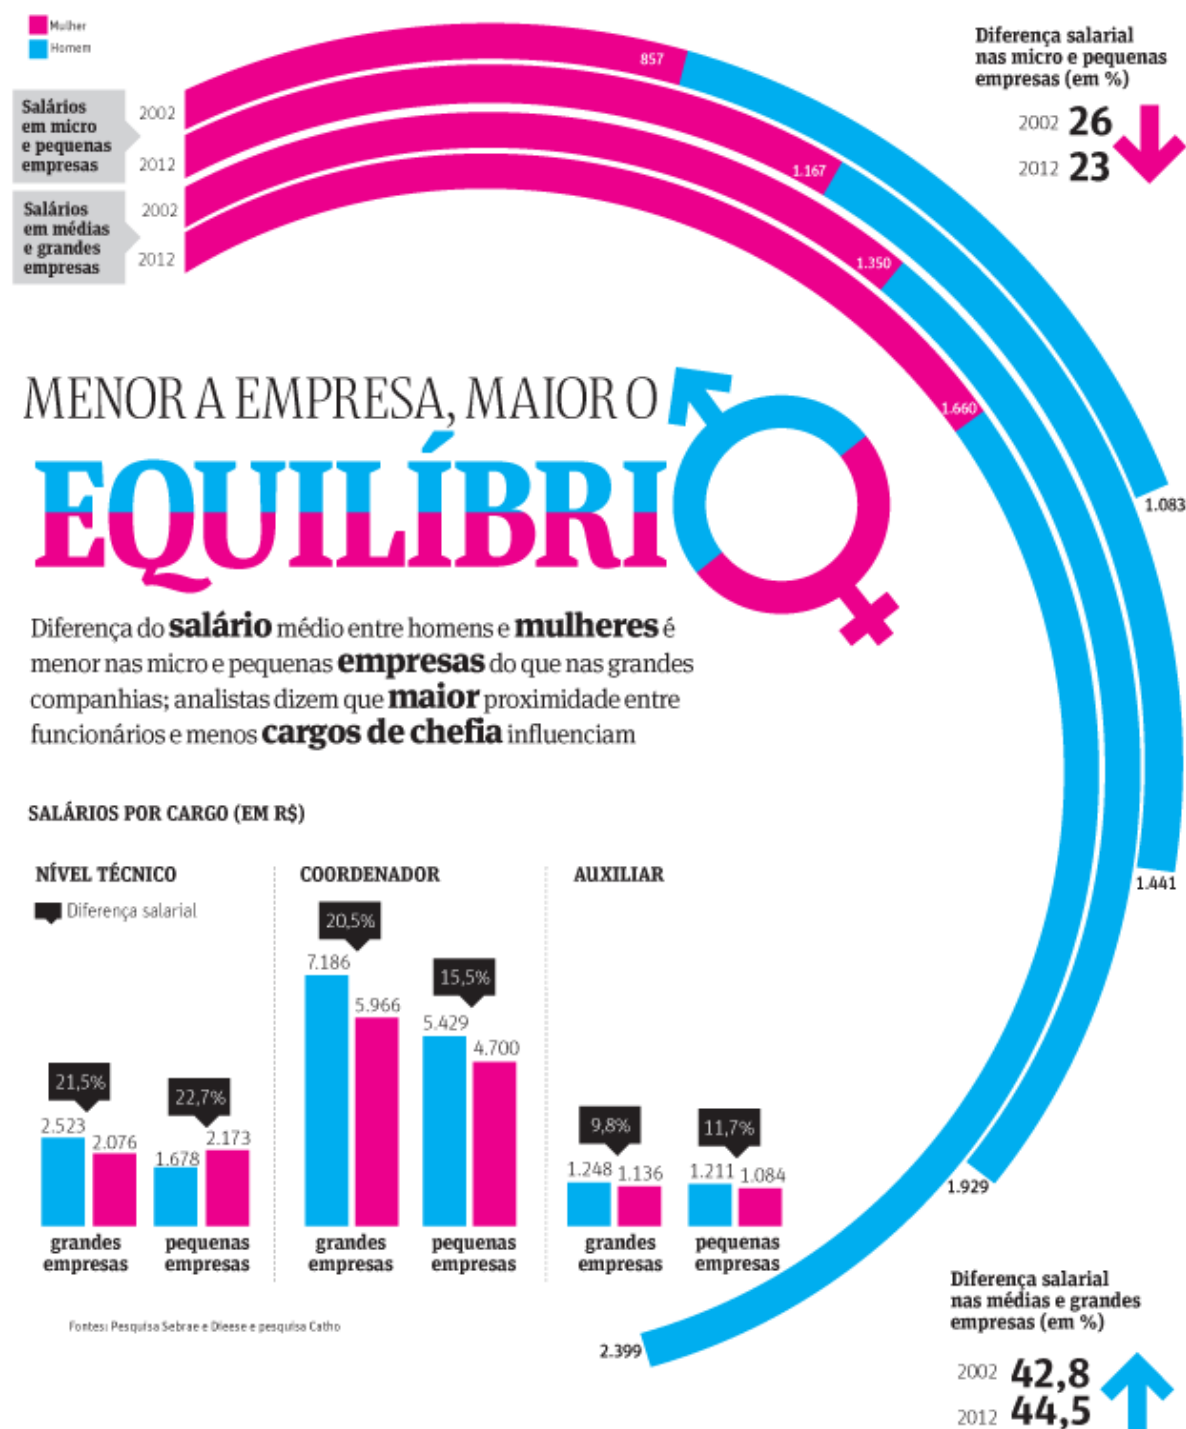 Mulher
Homem
Salários
em micro
e pequenas
empresas
2002
2012
Salários
em médias
e grandes
empresas
2002
2012
857
1.167
1.350
1.660
1.083
1.441
1.929
2.399
Diferença salarial
nas micro e pequenas
empresas (em %)
2002 26
2012 23
MENOR A EMPRESA, MAIOR O
EQUILÍBRIO
Diferença do salário médio entre homens e mulheres é
menor nas micro e pequenas empresas do que nas grandes
companhias; analistas dizem que maior proximidade entre
funcionários e menos cargos de chefia influenciam
SALÁRIOS POR CARGO (EM R$)
NÍVEL TÉCNICO
Diferença salarial
21,5%
2.523
2.076
grandes
empresas
22,7%
1.678
2.173
pequenas
empresas
COORDENADOR
20,5%
7.186
5.966
grandes
empresas
15,5%
5.429
4.700
pequenas
empresas
AUXILIAR
9,8%
1.248
1.136
grandes
empresas
11,7%
1.211
1.084
pequenas
empresas
Fontes: Pesquisa Sebrae e Dieese e pesquisa Catho
Diferença salarial
nas médias e grandes
empresas (em %)
2002 42,8
2012 44,5